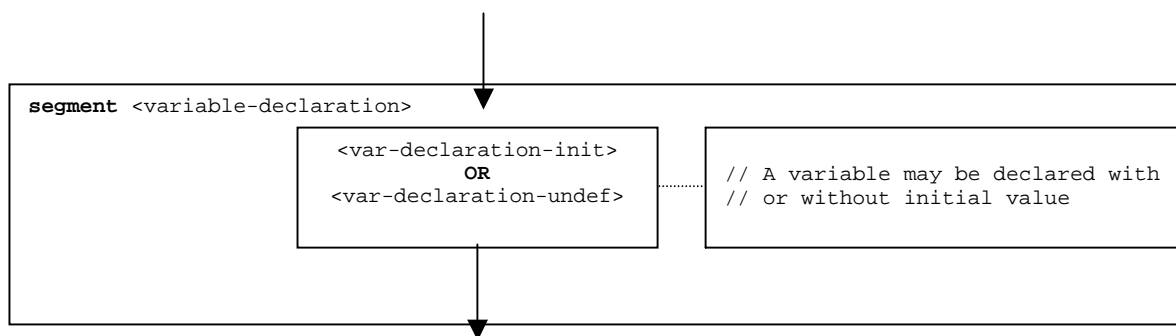 segment <variable-declaration>
<var-declaration-init>
OR
<var-declaration-undef>
// A variable may be declared with
// or without initial value